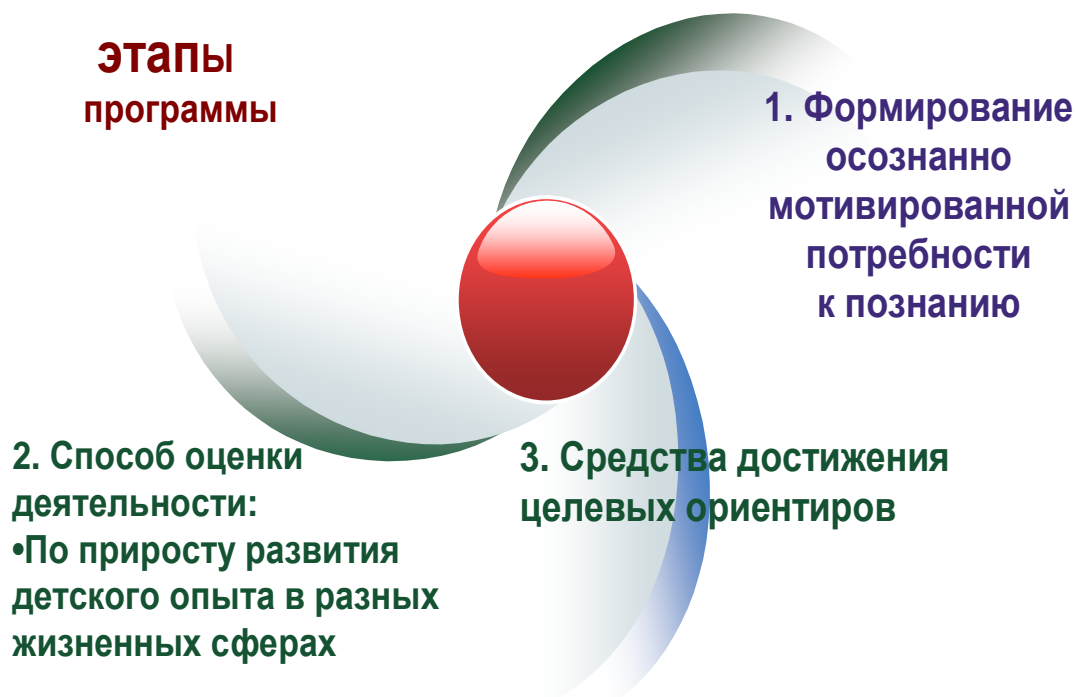 этапы
программы
1. Формирование
осознанно
мотивированной
потребности
к познанию
2. Способ оценки
деятельности:
•По приросту развития
детского опыта в разных
жизненных сферах
3. Средства достижения
целевых ориентиров